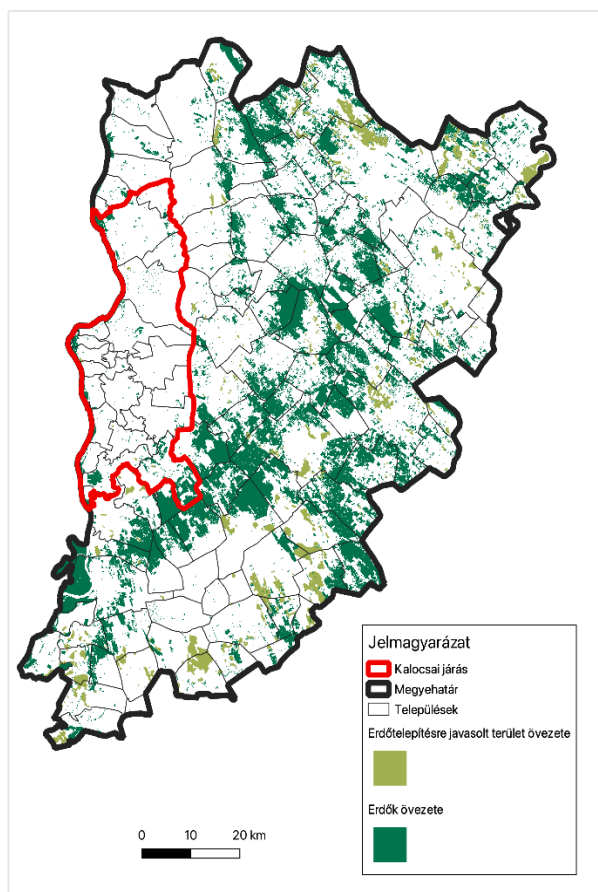 Jelmagyarázat
Kalocsai járás
Megyehatár
Települések
Erdőtelepítésre javasolt terület övezete
Erdők övezete
0 10 20 km